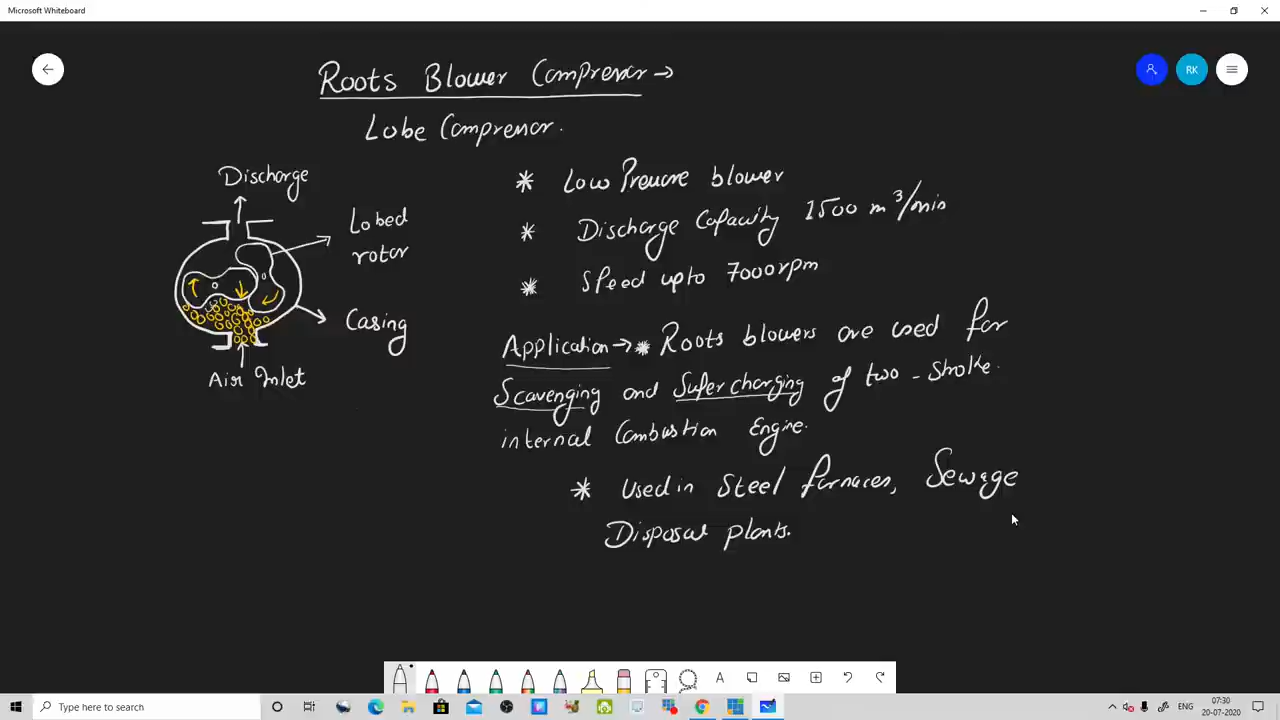 Microsoft Whiteboard
RK
Roots Blower Compressor →
Lobe Compressor.
Discharge
Lobed
rotor
Casing
Air Inlet
* Low Pressure blower
* Discharge Capacity 1500 m³/min
* Speed upto 7000rpm
Application → * Roots blowers are used for
Scavenging and Supercharging of two - stroke.
internal Combustion Engine.
* Used in Steel furnaces, Sewage
Disposal plants.
Type here to search
ENG
07:30
20-07-2020